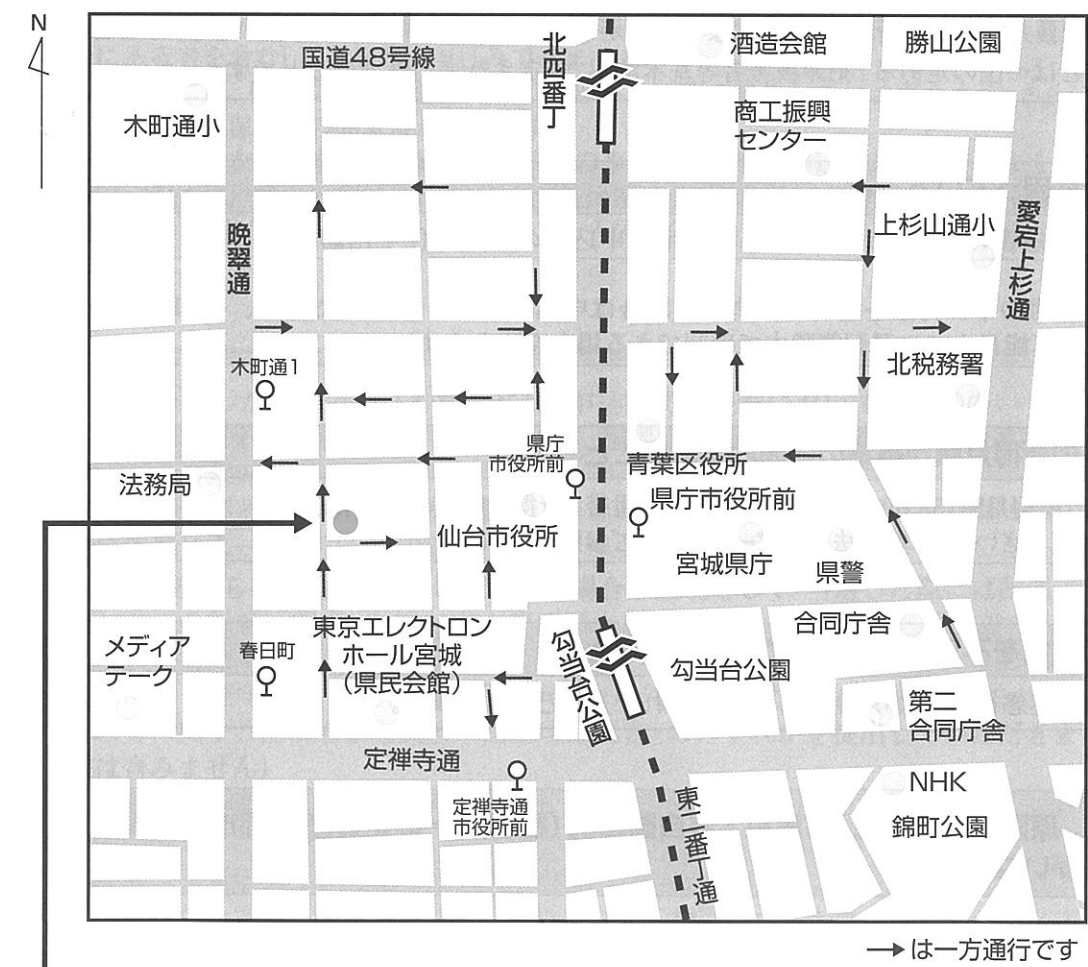 N
国道48号線
北四番丁
酒造会館
勝山公園
木町通小
商工振興
センター
晩翠通
上杉山通小
愛宕上杉通
木町通1
北税務署
県庁
市役所前
青葉区役所
法務局
県庁市役所前
仙台市役所
宮城県庁
県警
メディア
テーク
春日町
東京エレクトロン
ホール宮城
(県民会館)
勾当台公園
合同庁舎
勾当台公園
第二
合同庁舎
定禅寺通
定禅寺通
市役所前
東二番丁通
NHK
錦町公園
→は一方通行です